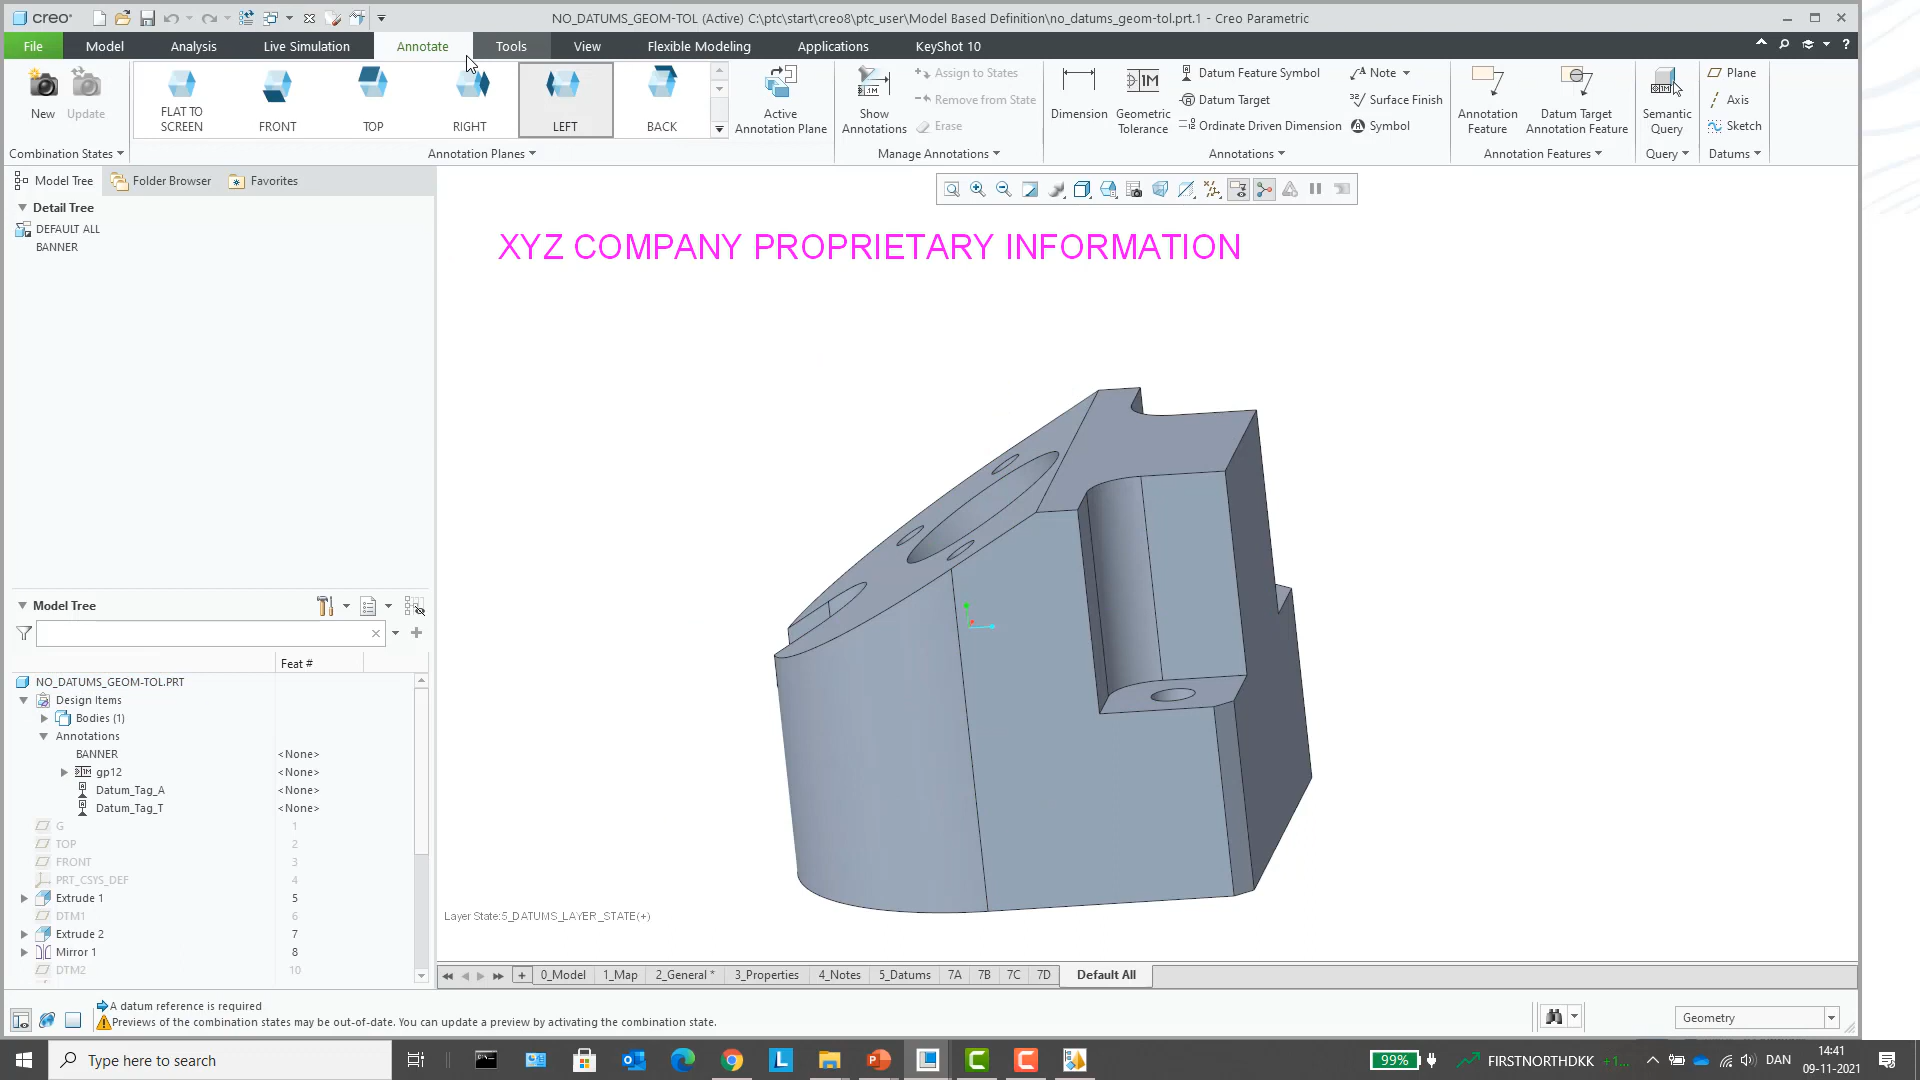 creo
NO_DATUMS_GEOM-TOL (Active) C:\ptc\start\creo8\ptc_user\Model Based Definition\no_datums_geom-tol.prt.1 - Creo Parametric
File Model Analysis Live Simulation Annotate Tools View Flexible Modeling Applications KeyShot 10
New Update
Combination States
FLAT TO SCREEN FRONT TOP RIGHT LEFT BACK
Active Annotation Plane
Annotation Planes
Show Annotations
Assign to States
Remove from State
Erase
Manage Annotations
Dimension
Geometric Tolerance
Datum Feature Symbol
Datum Target
Ordinate Driven Dimension
Note
Surface Finish
Symbol
Annotations
Annotation Feature
Datum Target Annotation Feature
Annotation Features
Semantic Query
Query
Plane
Axis
Sketch
Datums
Model Tree Folder Browser Favorites
Detail Tree
DEFAULT ALL
BANNER
XYZ COMPANY PROPRIETARY INFORMATION
Model Tree
Feat #
NO_DATUMS_GEOM-TOL.PRT
Design Items
Bodies (1)
Annotations
BANNER <None>
gp12 <None>
Datum_Tag_A <None>
Datum_Tag_T <None>
G 1
TOP 2
FRONT 3
PRT_CSYS_DEF 4
Extrude 1 5
DTM1 6
Extrude 2 7
Mirror 1 8
DTM2 10
Layer State:5_DATUMS_LAYER_STATE(+)
0_Model 1_Map 2_General * 3_Properties 4_Notes 5_Datums 7A 7B 7C 7D Default All
A datum reference is required
Previews of the combination states may be out-of-date. You can update a preview by activating the combination state.
Geometry
Type here to search
99%
FIRSTNORTHDKK +1...
DAN
14:41
09-11-2021